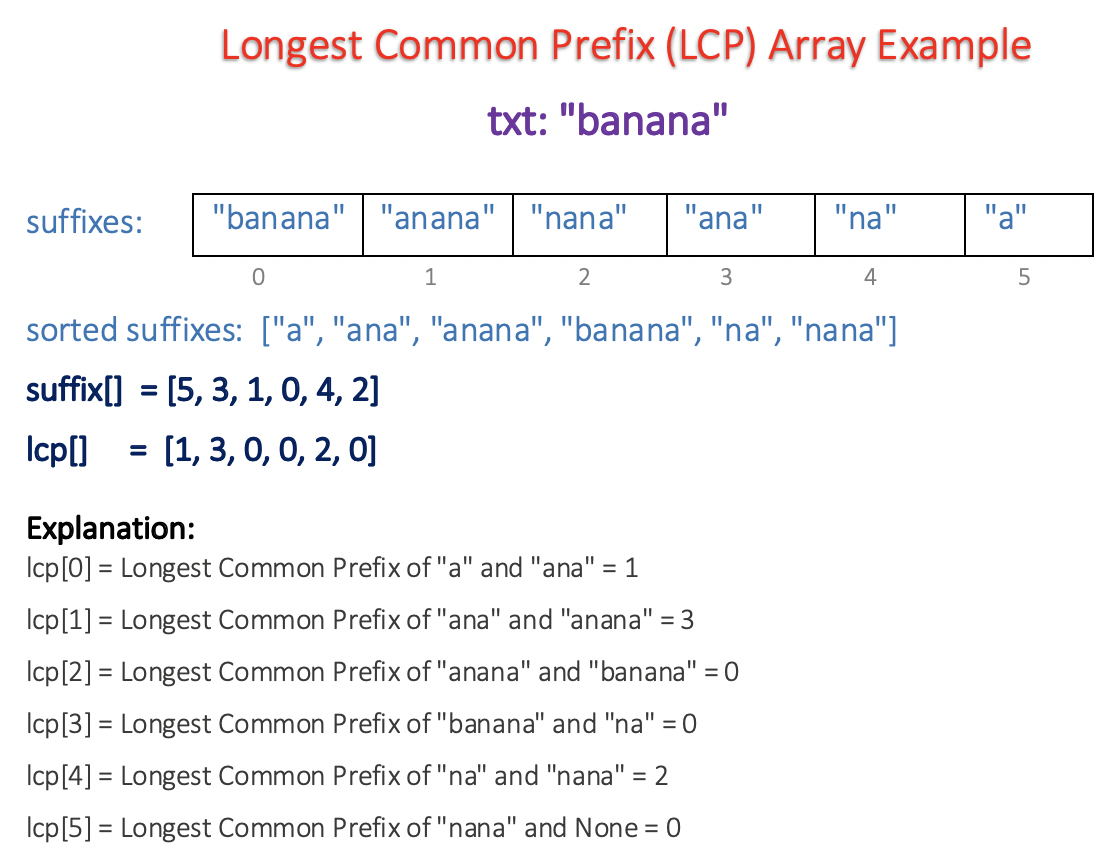 Longest Common Prefix (LCP) Array Example
txt: "banana"
suffixes: "banana" "anana" "nana" "ana" "na" "a"
0 1 2 3 4 5
sorted suffixes: ["a", "ana", "anana", "banana", "na", "nana"]
suffix[] = [5, 3, 1, 0, 4, 2]
lcp[] = [1, 3, 0, 0, 2, 0]
Explanation:
lcp[0] = Longest Common Prefix of "a" and "ana" = 1
lcp[1] = Longest Common Prefix of "ana" and "anana" = 3
lcp[2] = Longest Common Prefix of "anana" and "banana" = 0
lcp[3] = Longest Common Prefix of "banana" and "na" = 0
lcp[4] = Longest Common Prefix of "na" and "nana" = 2
lcp[5] = Longest Common Prefix of "nana" and None = 0